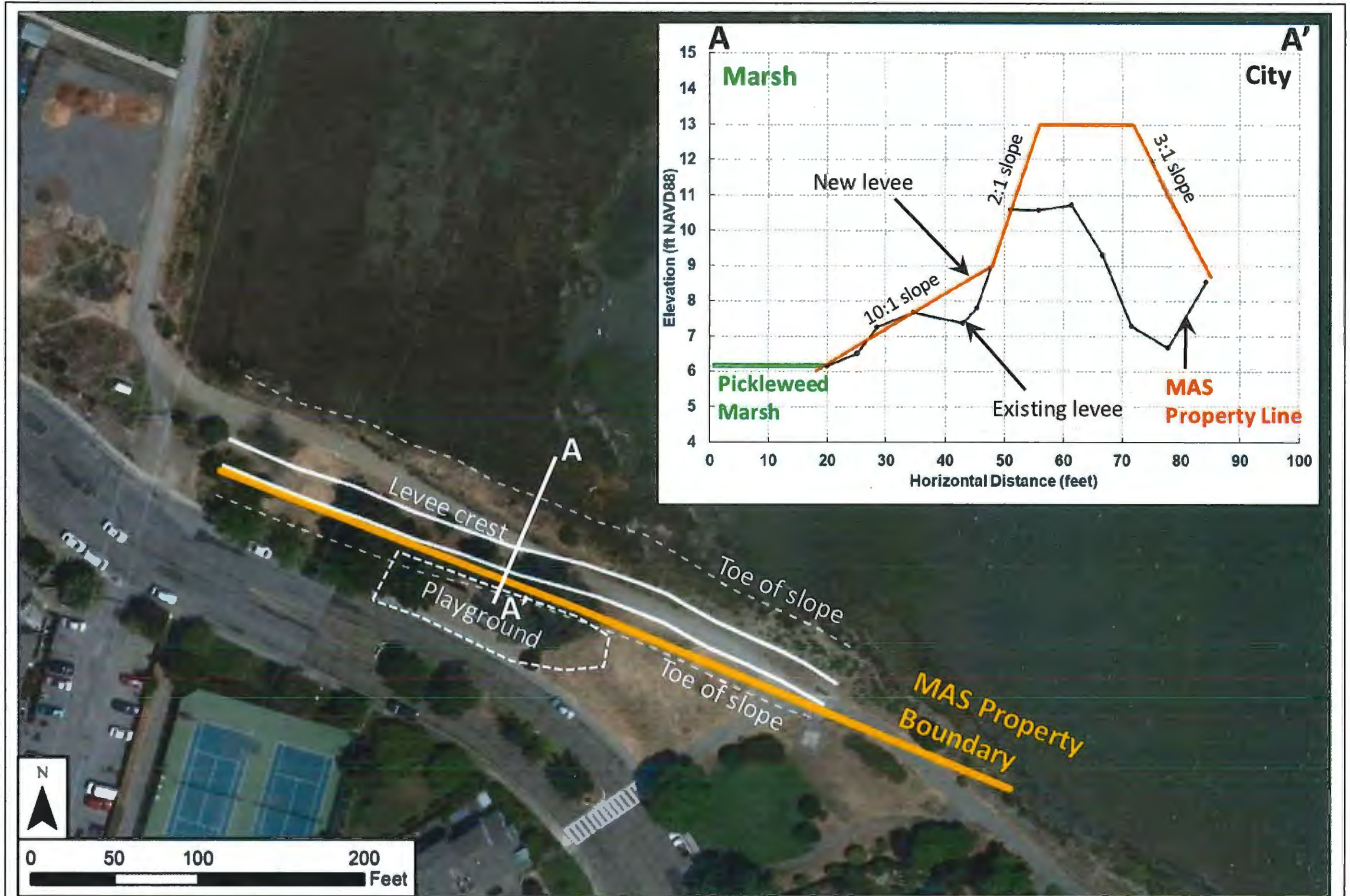 A
A'
Marsh
City
15
14
13
12
11
10
9
8
7
6
5
4
Elevation (ft NAVD88)
New levee
10:1 slope
2:1 slope
3:1 slope
Pickleweed
Marsh
Existing levee
MAS
Property Line
0 10 20 30 40 50 60 70 80 90 100
Horizontal Distance (feet)
A
Levee crest
Toe of slope
A'
Playground
Toe of slope
MAS Property
Boundary
N
0 50 100 200
Feet